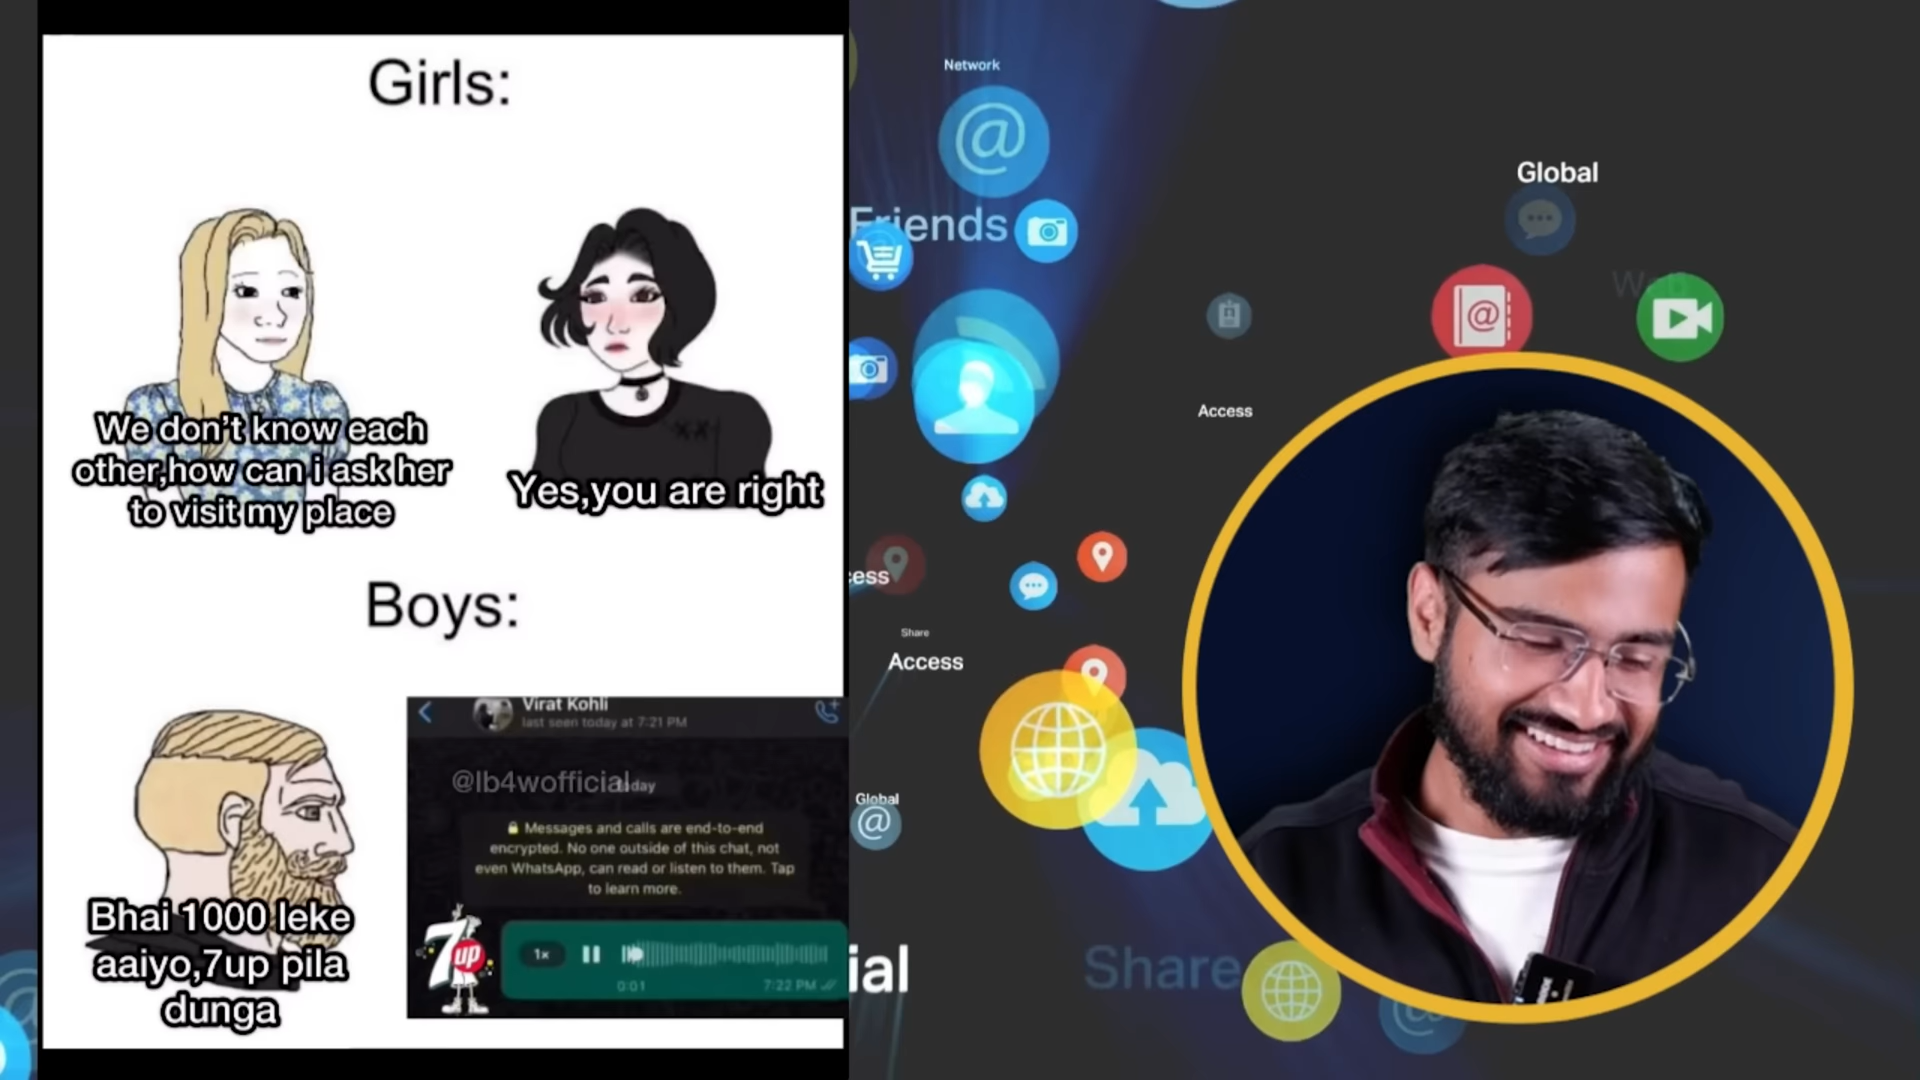 Girls:
We don't know each
other,how can i ask her
to visit my place
Yes,you are right
Boys:
Bhai 1000 leke
aaiyo,7up pila
dunga
Virat Kohli
last seen today at 7:21 PM
@lb4wofficial
day
Messages and calls are end-to-end
encrypted. No one outside of this chat, not
even WhatsApp, can read or listen to them. Tap
to learn more.
7up
1x
0:01
7:22 PM
Network
@
Friends
Global
@
Access
cess
Share
Access
Global
@
ial
Share
@